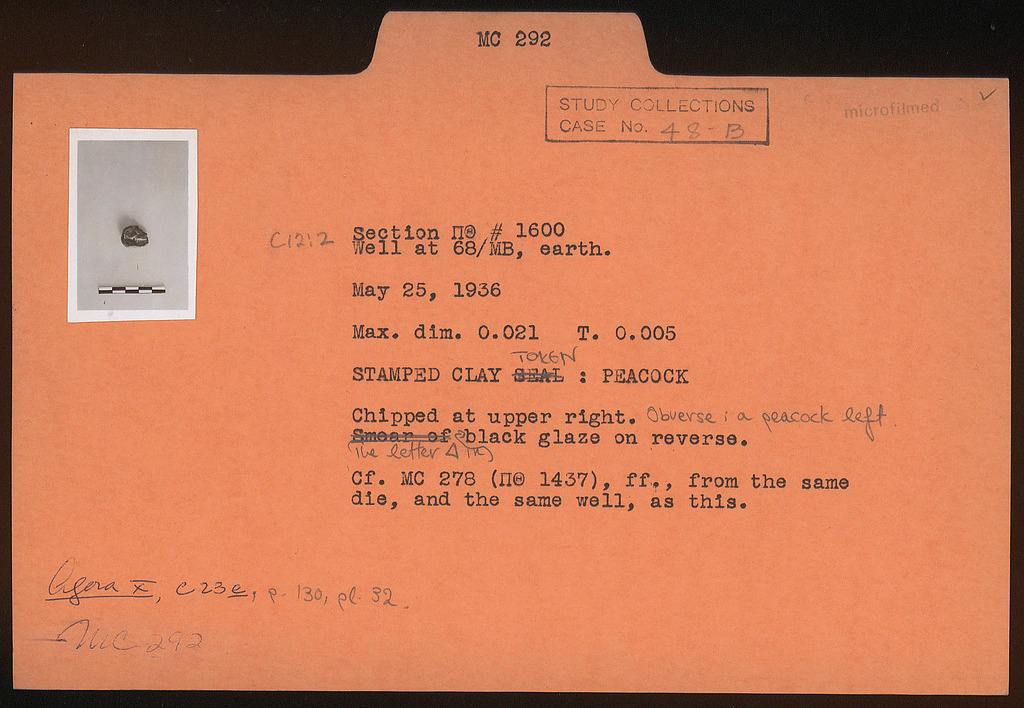 MC 292
STUDY COLLECTIONS
CASE No. 48-B
microfilmed ✓
C12:2 Section ΠΘ # 1600
Well at 68/MB, earth.
May 25, 1936
Max. dim. 0.021 T. 0.005
TOKEN
STAMPED CLAY SEAL : PEACOCK
Chipped at upper right. Obverse : a peacock left.
Smear of black glaze on reverse.
The letter Δ in
Cf. MC 278 (ΠΘ 1437), ff., from the same
die, and the same well, as this.
Agora X, C23e, p. 130, pl. 32.
MC 292